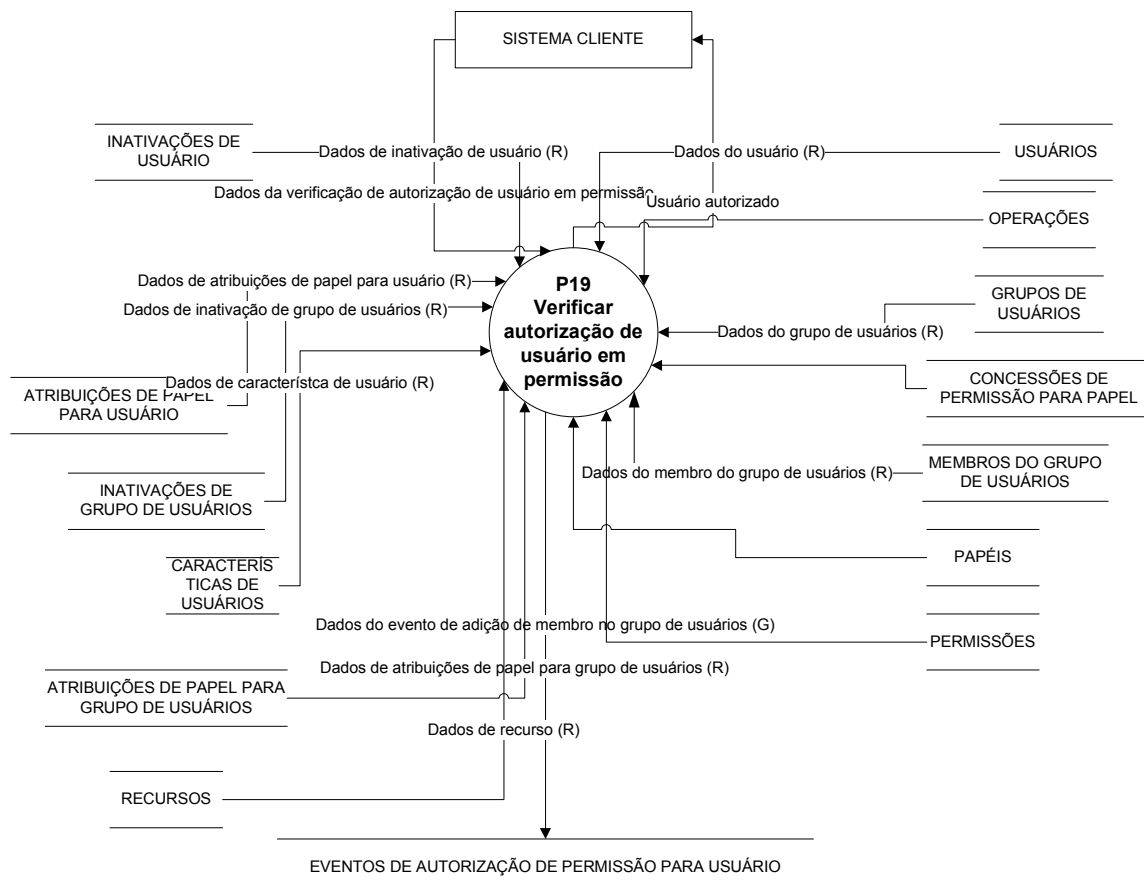 SISTEMA CLIENTE
INATIVAÇÕES DE
USUÁRIO
Dados de inativação de usuário (R)
Dados do usuário (R)
USUÁRIOS
Dados da verificação de autorização de usuário em permissão
Usuário autorizado
OPERAÇÕES
Dados de atribuições de papel para usuário (R)
Dados de inativação de grupo de usuários (R)
P19
Verificar
autorização de
usuário em
permissão
GRUPOS DE
USUÁRIOS
Dados do grupo de usuários (R)
Dados de característca de usuário (R)
ATRIBUIÇÕES DE PAPEL
PARA USUÁRIO
CONCESSÕES DE
PERMISSÃO PARA PAPEL
Dados do membro do grupo de usuários (R)
MEMBROS DO GRUPO
DE USUÁRIOS
INATIVAÇÕES DE
GRUPO DE USUÁRIOS
CARACTERÍS
TICAS DE
USUÁRIOS
PAPÉIS
Dados do evento de adição de membro no grupo de usuários (G)
PERMISSÕES
Dados de atribuições de papel para grupo de usuários (R)
ATRIBUIÇÕES DE PAPEL PARA
GRUPO DE USUÁRIOS
Dados de recurso (R)
RECURSOS
EVENTOS DE AUTORIZAÇÃO DE PERMISSÃO PARA USUÁRIO